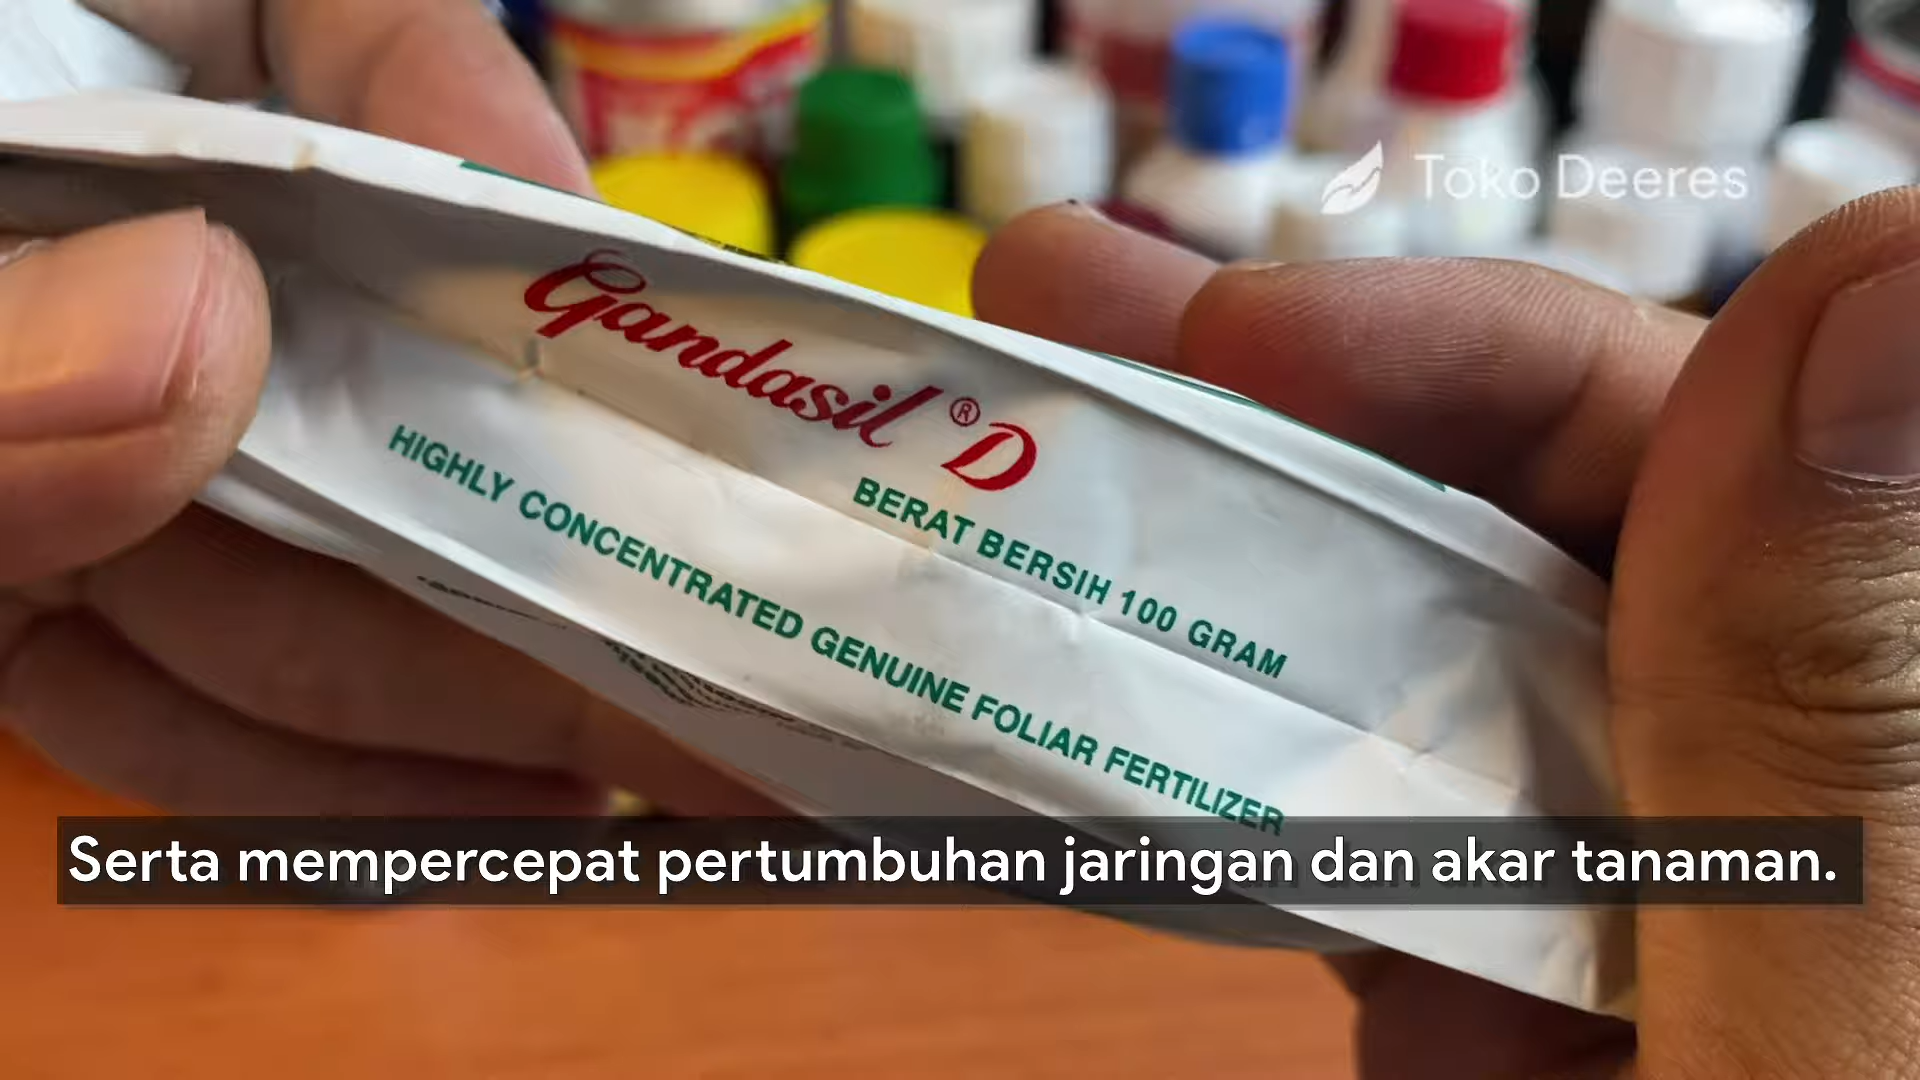 Toko Deeres
Gandasil® D
BERAT BERSIH 100 GRAM
HIGHLY CONCENTRATED GENUINE FOLIAR FERTILIZER
Serta mempercepat pertumbuhan jaringan dan akar tanaman.